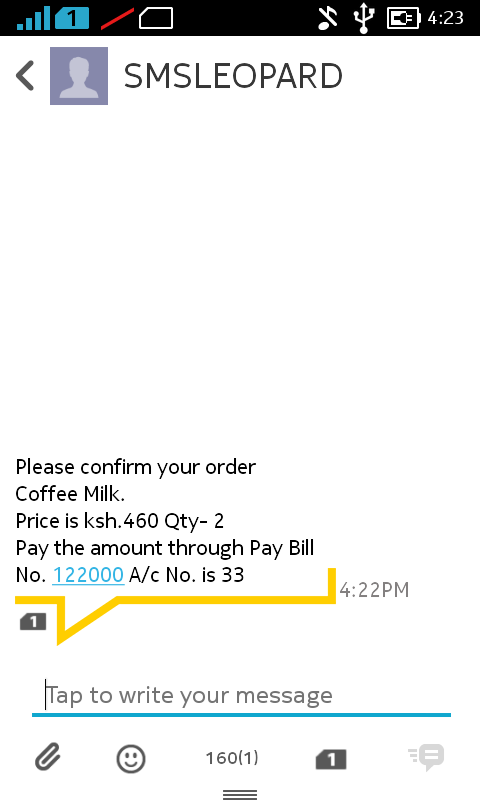 1 4:23
SMSLEOPARD
Please confirm your order
Coffee Milk.
Price is ksh.460 Qty- 2
Pay the amount through Pay Bill
No. 122000 A/c No. is 33
4:22PM
1
Tap to write your message
160(1) 1